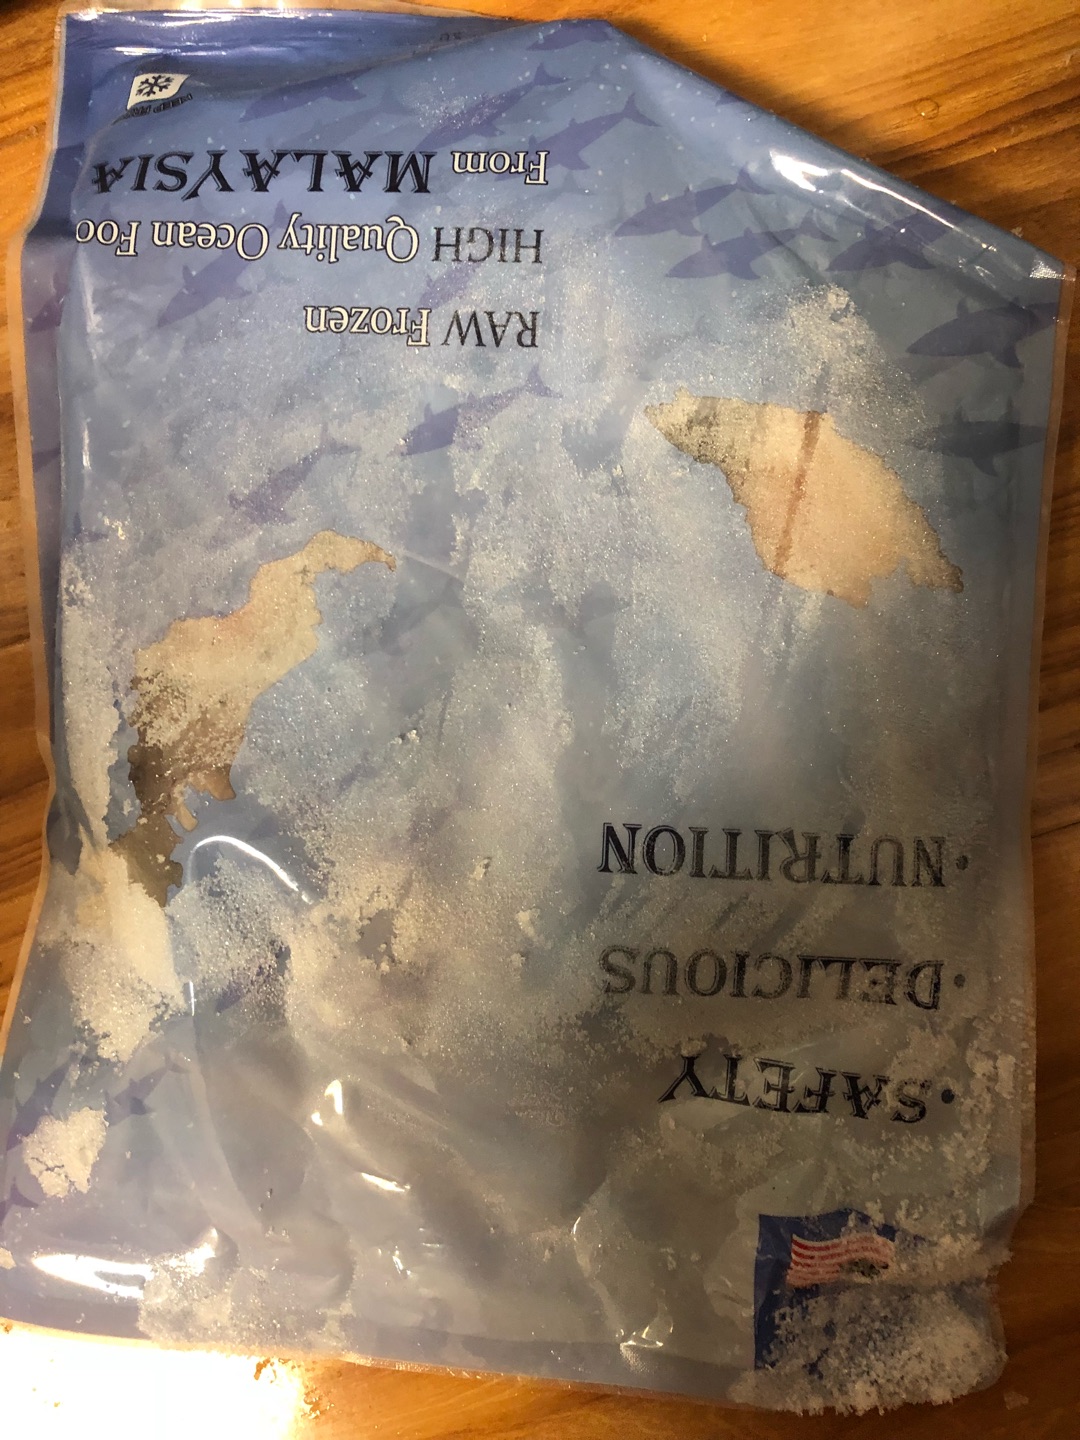 • SAFETY
• DELICIOUS
• NUTRITION
RAW Frozen
HIGH Quality Ocean Foo
From MALAYSIA